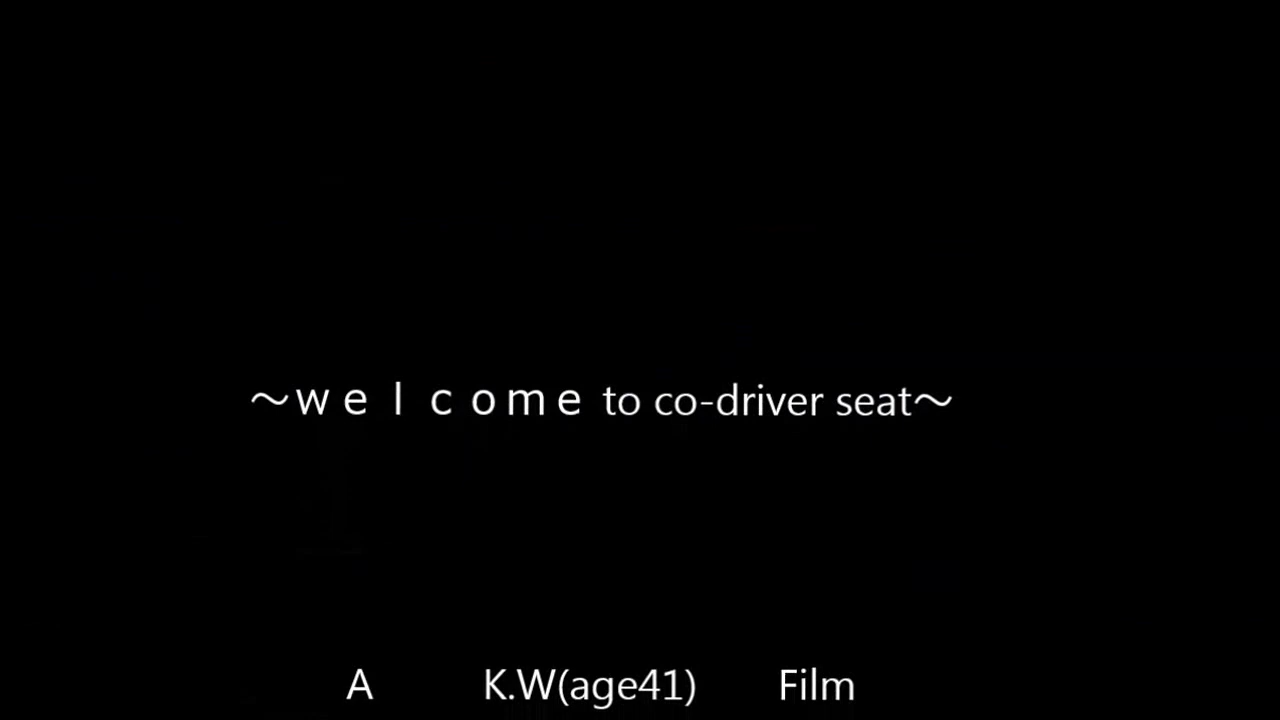 ～ｗｅｌｃｏｍｅ to co-driver seat～
A K.W(age41) Film